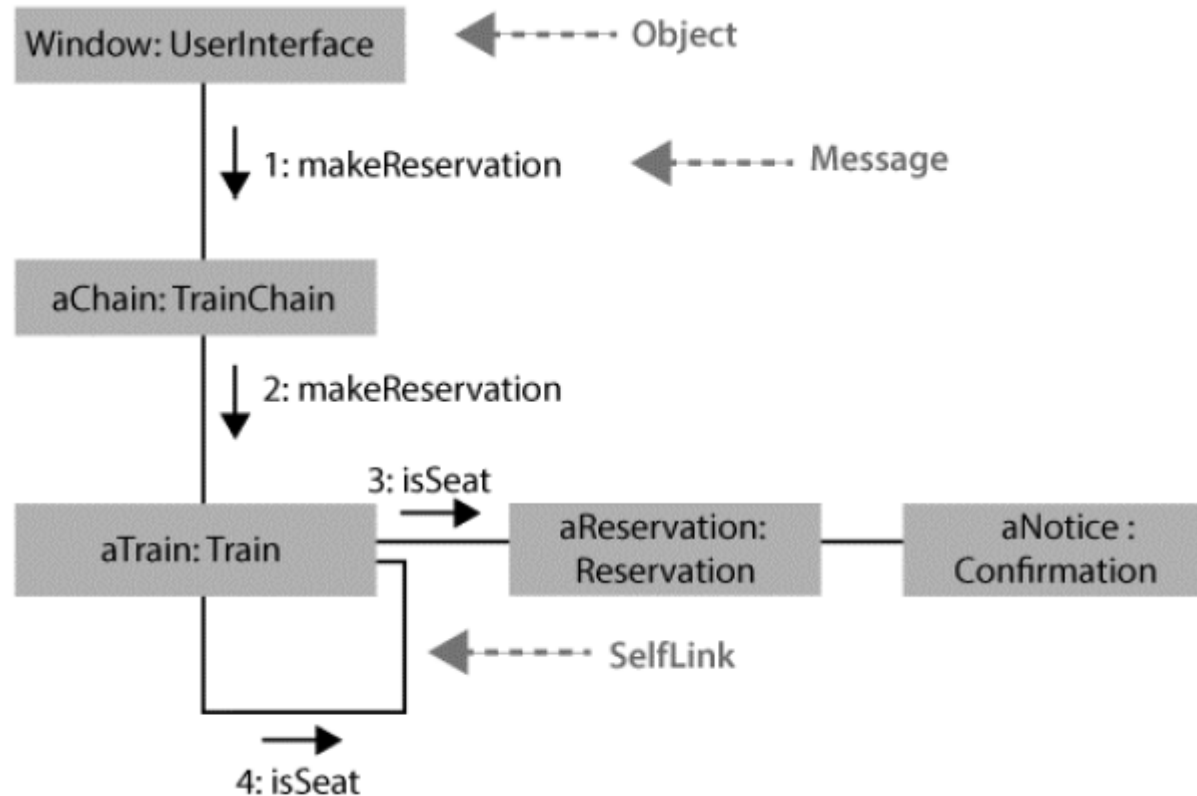 Window: UserInterface
Object
1: makeReservation
Message
aChain: TrainChain
2: makeReservation
3: isSeat
aTrain: Train
aReservation:
Reservation
aNotice :
Confirmation
SelfLink
4: isSeat